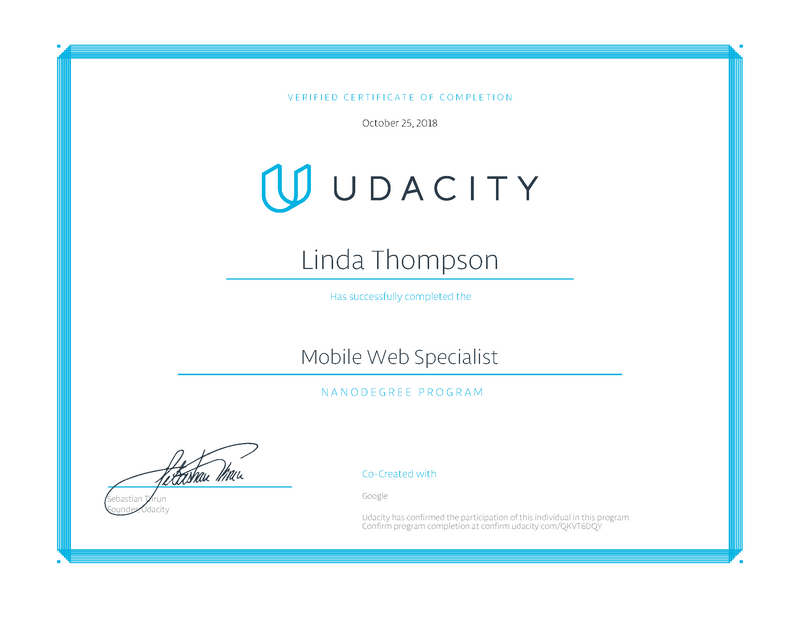 VERIFIED CERTIFICATE OF COMPLETION
October 25, 2018
UDACITY
Linda Thompson
Has successfully completed the
Mobile Web Specialist
NANODEGREE PROGRAM
Sebastian Thrun
Sebastian Thrun
Founder, Udacity
Co-Created with
Google
Udacity has confirmed the participation of this individual in this program.
Confirm program completion at confirm.udacity.com/QKVT6DQY